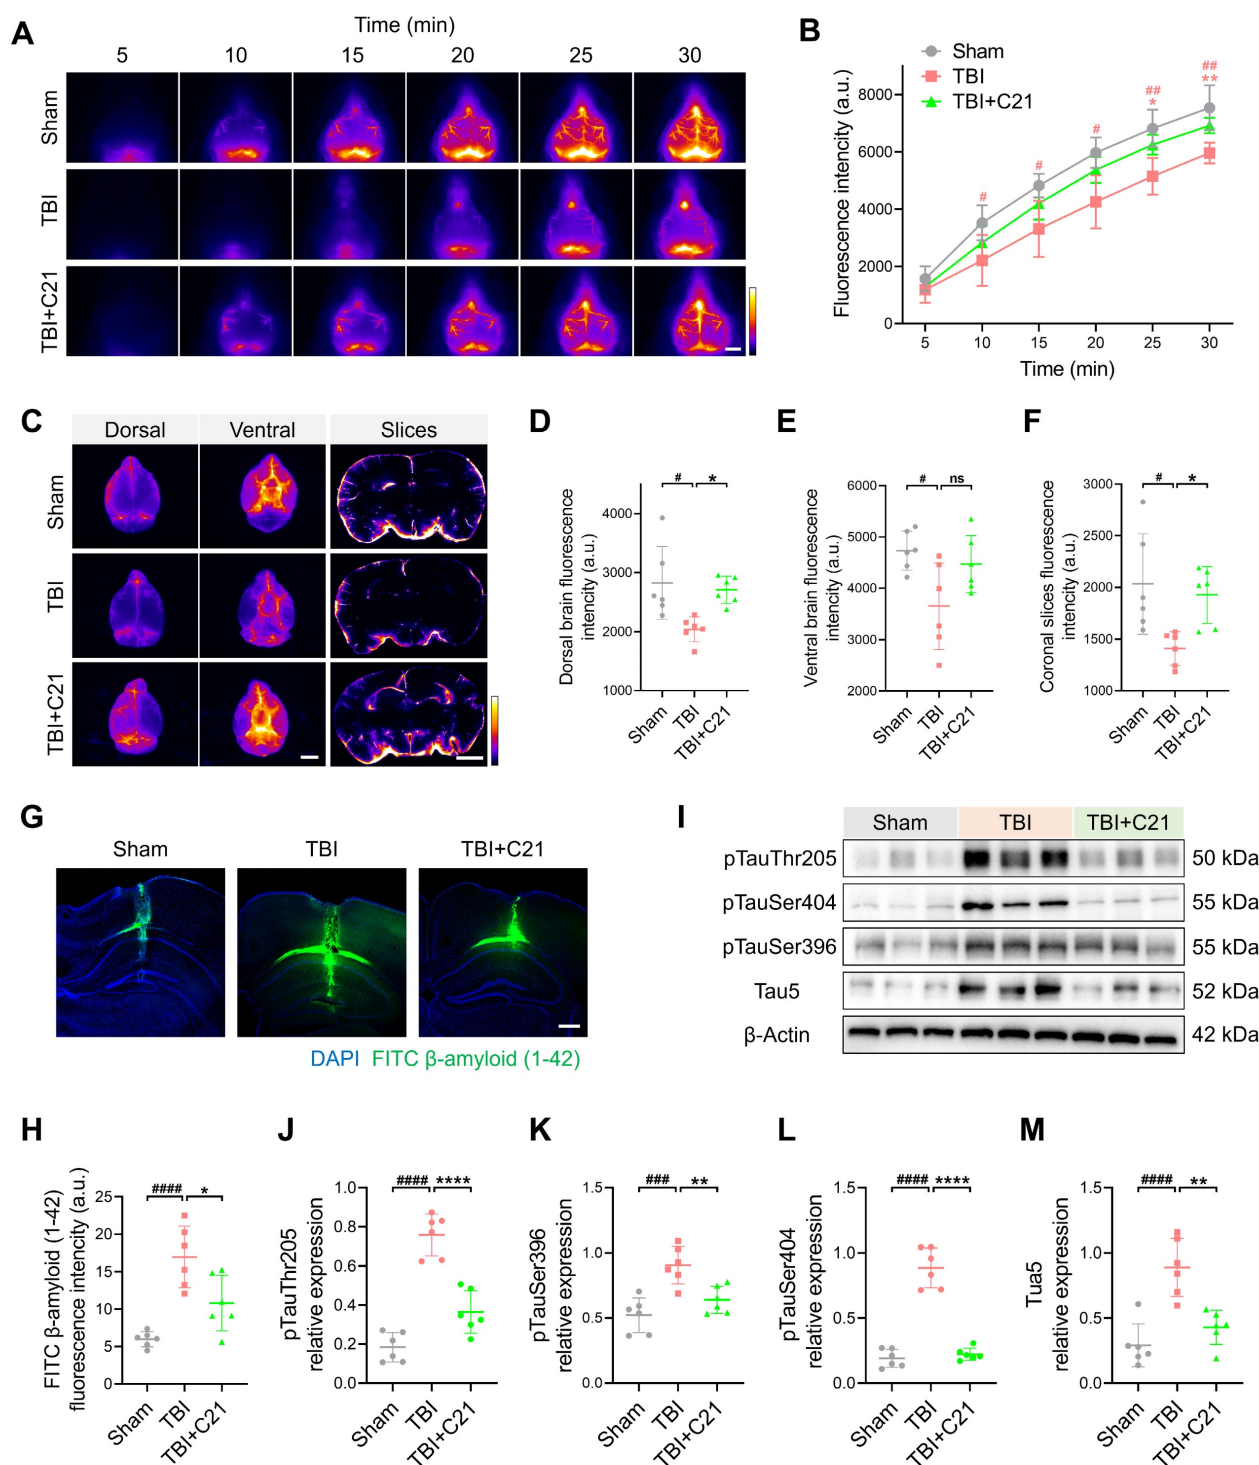 A
Time (min)
5 10 15 20 25 30
Sham
TBI
TBI+C21
B
Sham
TBI
TBI+C21
Fluorescence intencity (a.u.)
8000
6000
4000
2000
0
# # # ## * ## **
5 10 15 20 25 30
Time (min)
C
Dorsal Ventral Slices
Sham
TBI
TBI+C21
D
Dorsal brain fluorescence
intencity (a.u.)
# *
4000
3000
2000
1000
Sham TBI TBI+C21
E
Ventral brain fluorescence
intencity (a.u.)
# ns
6000
5000
4000
3000
2000
Sham TBI TBI+C21
F
Coronal slices fluorescence
intencity (a.u.)
# *
3000
2500
2000
1500
1000
Sham TBI TBI+C21
G
Sham TBI TBI+C21
DAPI FITC β-amyloid (1-42)
I
Sham TBI TBI+C21
pTauThr205 50 kDa
pTauSer404 55 kDa
pTauSer396 55 kDa
Tau5 52 kDa
β-Actin 42 kDa
H
FITC β-amyloid (1-42)
fluorescence intencity (a.u.)
#### *
25
20
15
10
5
0
Sham TBI TBI+C21
J
pTauThr205
relative expression
#### ****
1.0
0.8
0.6
0.4
0.2
0.0
Sham TBI TBI+C21
K
pTauSer396
relative expression
### **
1.5
1.0
0.5
0.0
Sham TBI TBI+C21
L
pTauSer404
relative expression
#### ****
1.5
1.0
0.5
0.0
Sham TBI TBI+C21
M
Tua5
relative expression
#### **
1.5
1.0
0.5
0.0
Sham TBI TBI+C21